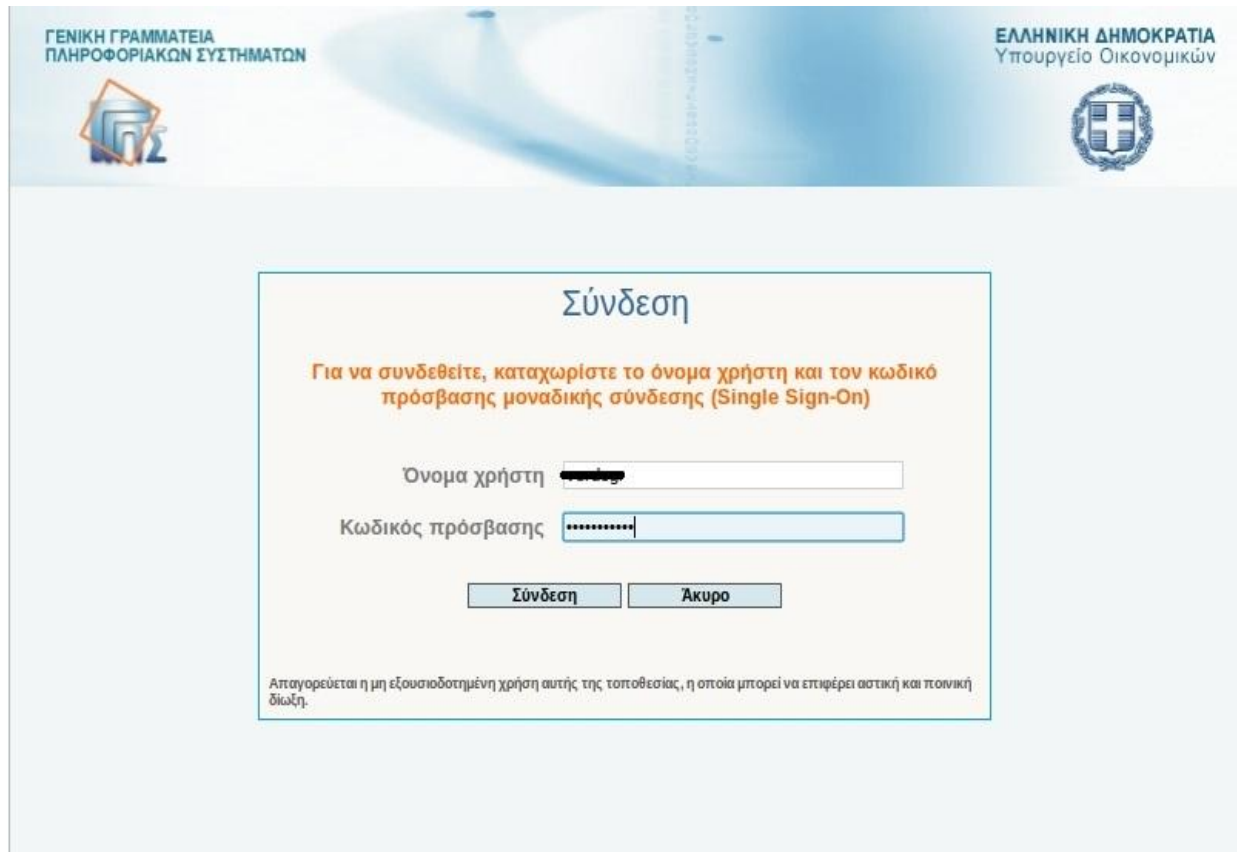 ΓΕΝΙΚΗ ΓΡΑΜΜΑΤΕΙΑ
ΠΛΗΡΟΦΟΡΙΑΚΩΝ ΣΥΣΤΗΜΑΤΩΝ
ΕΛΛΗΝΙΚΗ ΔΗΜΟΚΡΑΤΙΑ
Υπουργείο Οικονομικών
Σύνδεση
Για να συνδεθείτε, καταχωρίστε το όνομα χρήστη και τον κωδικό
πρόσβασης μοναδικής σύνδεσης (Single Sign-On)
Όνομα χρήστη
Κωδικός πρόσβασης
Σύνδεση Άκυρο
Απαγορεύεται η μη εξουσιοδοτημένη χρήση αυτής της τοποθεσίας, η οποία μπορεί να επιφέρει αστική και ποινική
δίωξη.